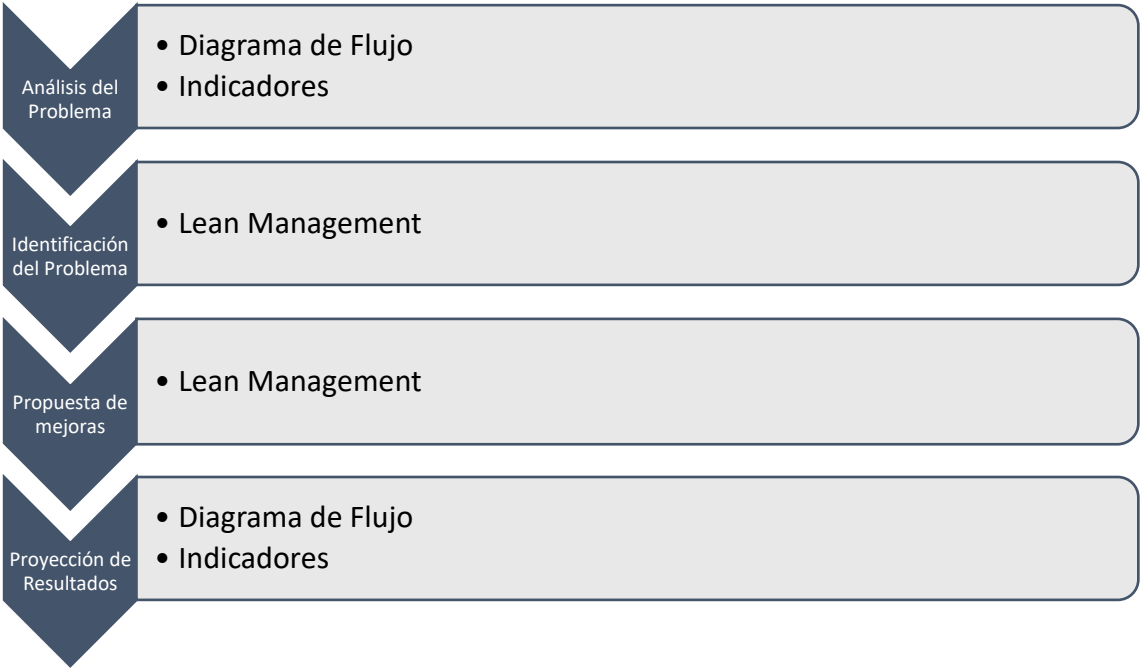 Análisis del
Problema
• Diagrama de Flujo
• Indicadores
Identificación
del Problema
• Lean Management
Propuesta de
mejoras
• Lean Management
Proyección de
Resultados
• Diagrama de Flujo
• Indicadores